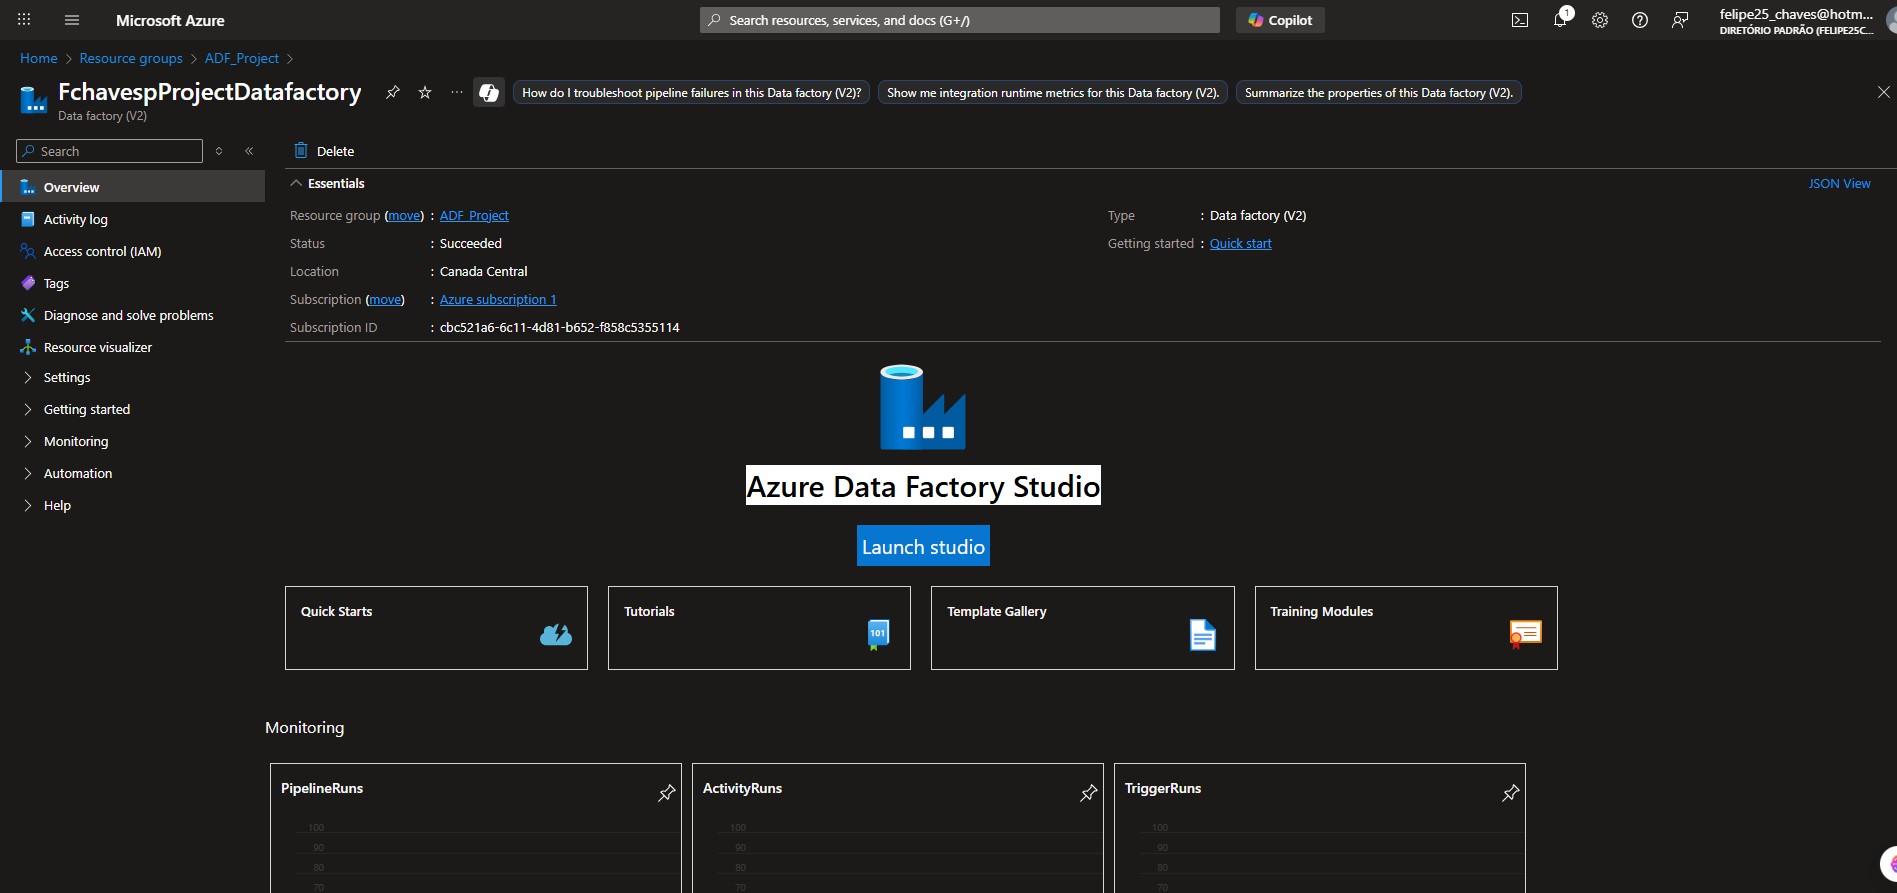 Microsoft Azure
Search resources, services, and docs (G+/)
Copilot
1
felipe25_chaves@hotm...
DIRETÓRIO PADRÃO (FELIPE25C...
Home > Resource groups > ADF_Project >
FchavespProjectDatafactory
Data factory (V2)
How do I troubleshoot pipeline failures in this Data factory (V2)?
Show me integration runtime metrics for this Data factory (V2).
Summarize the properties of this Data factory (V2).
Search
Overview
Activity log
Access control (IAM)
Tags
Diagnose and solve problems
Resource visualizer
Settings
Getting started
Monitoring
Automation
Help
Delete
Essentials
JSON View
Resource group (move) : ADF_Project
Status : Succeeded
Location : Canada Central
Subscription (move) : Azure subscription 1
Subscription ID : cbc521a6-6c11-4d81-b652-f858c5355114
Type : Data factory (V2)
Getting started : Quick start
Azure Data Factory Studio
Launch studio
Quick Starts
Tutorials
101
Template Gallery
Training Modules
Monitoring
PipelineRuns
100
90
80
70
ActivityRuns
100
90
80
70
TriggerRuns
100
90
80
70